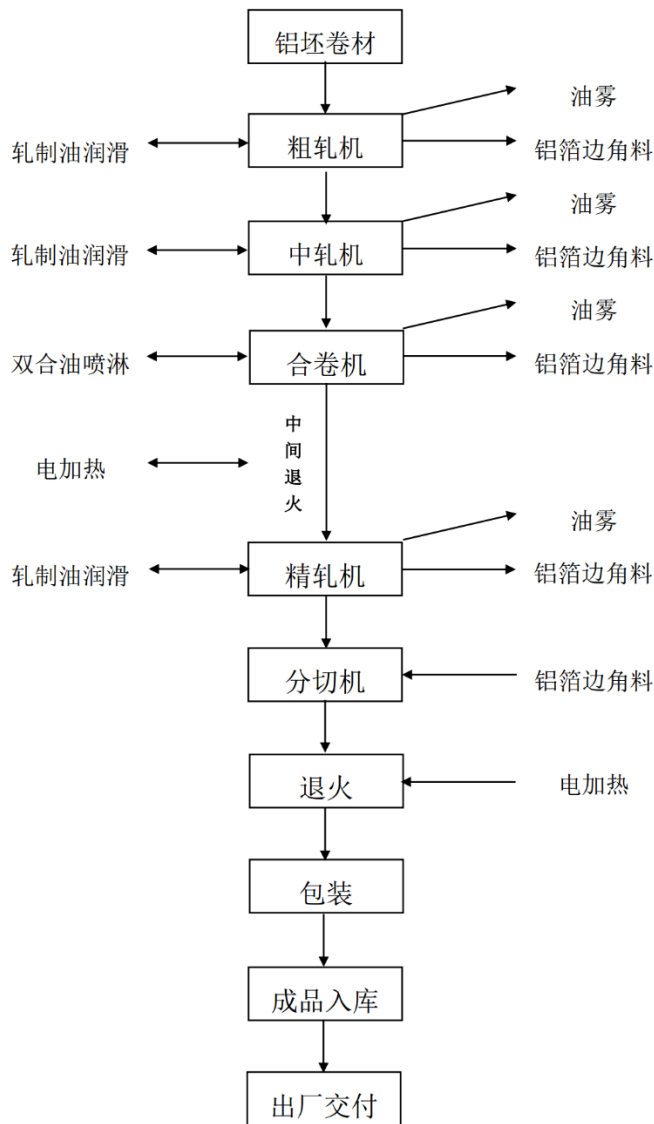 铝坯卷材
油雾
轧制油润滑
粗轧机
铝箔边角料
油雾
轧制油润滑
中轧机
铝箔边角料
油雾
双合油喷淋
合卷机
铝箔边角料
中间退火
电加热
油雾
轧制油润滑
精轧机
铝箔边角料
分切机
铝箔边角料
退火
电加热
包装
成品入库
出厂交付